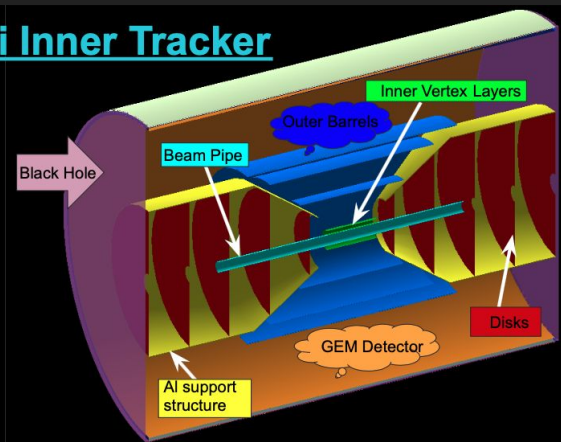 i Inner Tracker
Inner Vertex Layers
Outer Barrels
Beam Pipe
Black Hole
Disks
GEM Detector
Al support
structure